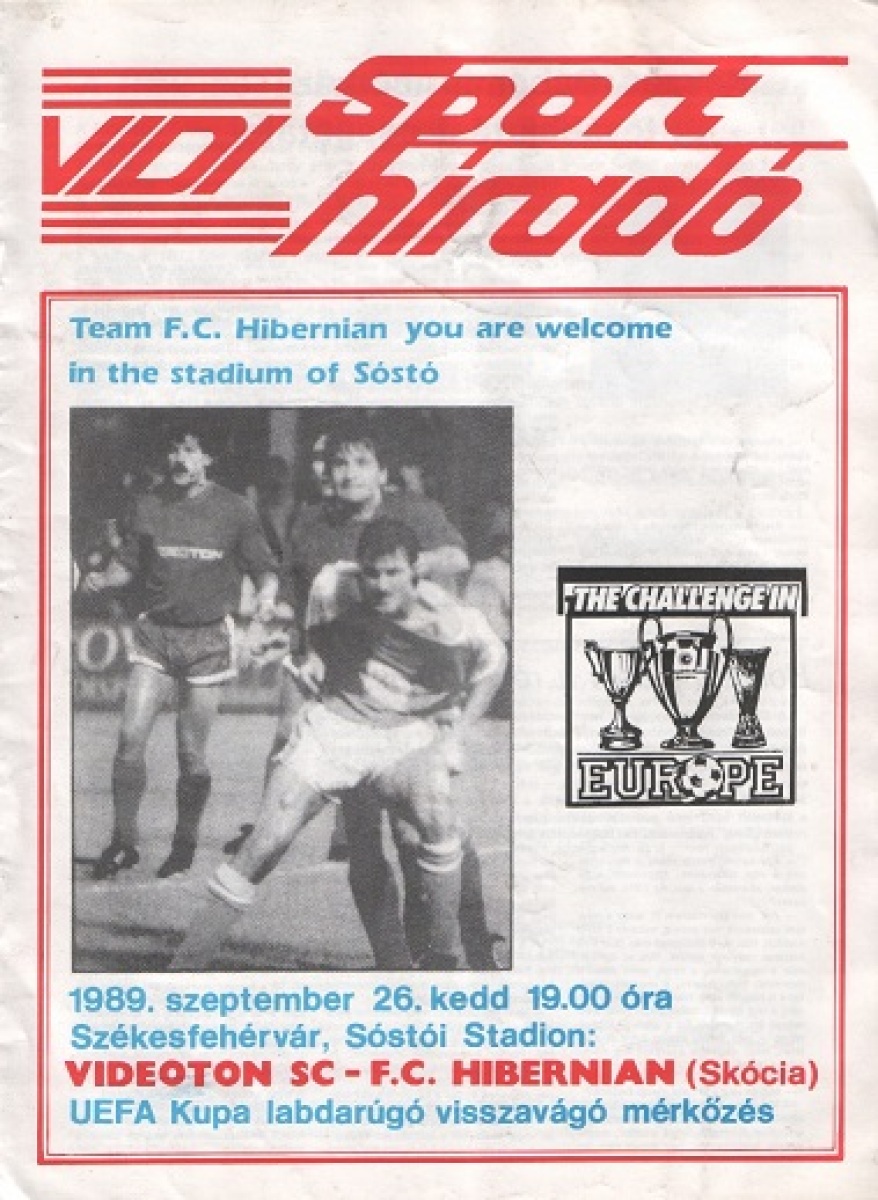 VIDI Sport
híradó
Team F.C. Hibernian you are welcome
in the stadium of Sóstó
THE CHALLENGE IN
EUROPE
1989. szeptember 26. kedd 19.00 óra
Székesfehérvár, Sóstói Stadion:
VIDEOTON SC - F.C. HIBERNIAN (Skócia)
UEFA Kupa labdarúgó visszavágó mérkőzés